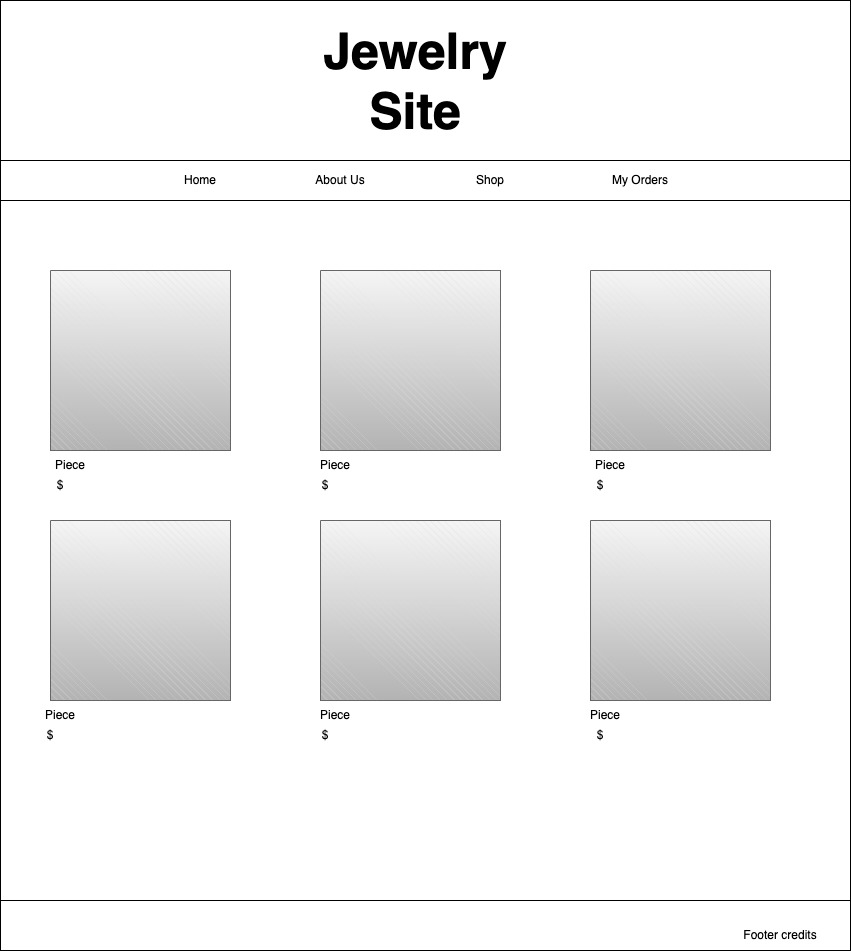 Jewelry
Site
Home About Us Shop My Orders
Piece Piece Piece
$ $ $
Piece Piece Piece
$ $ $
Footer credits